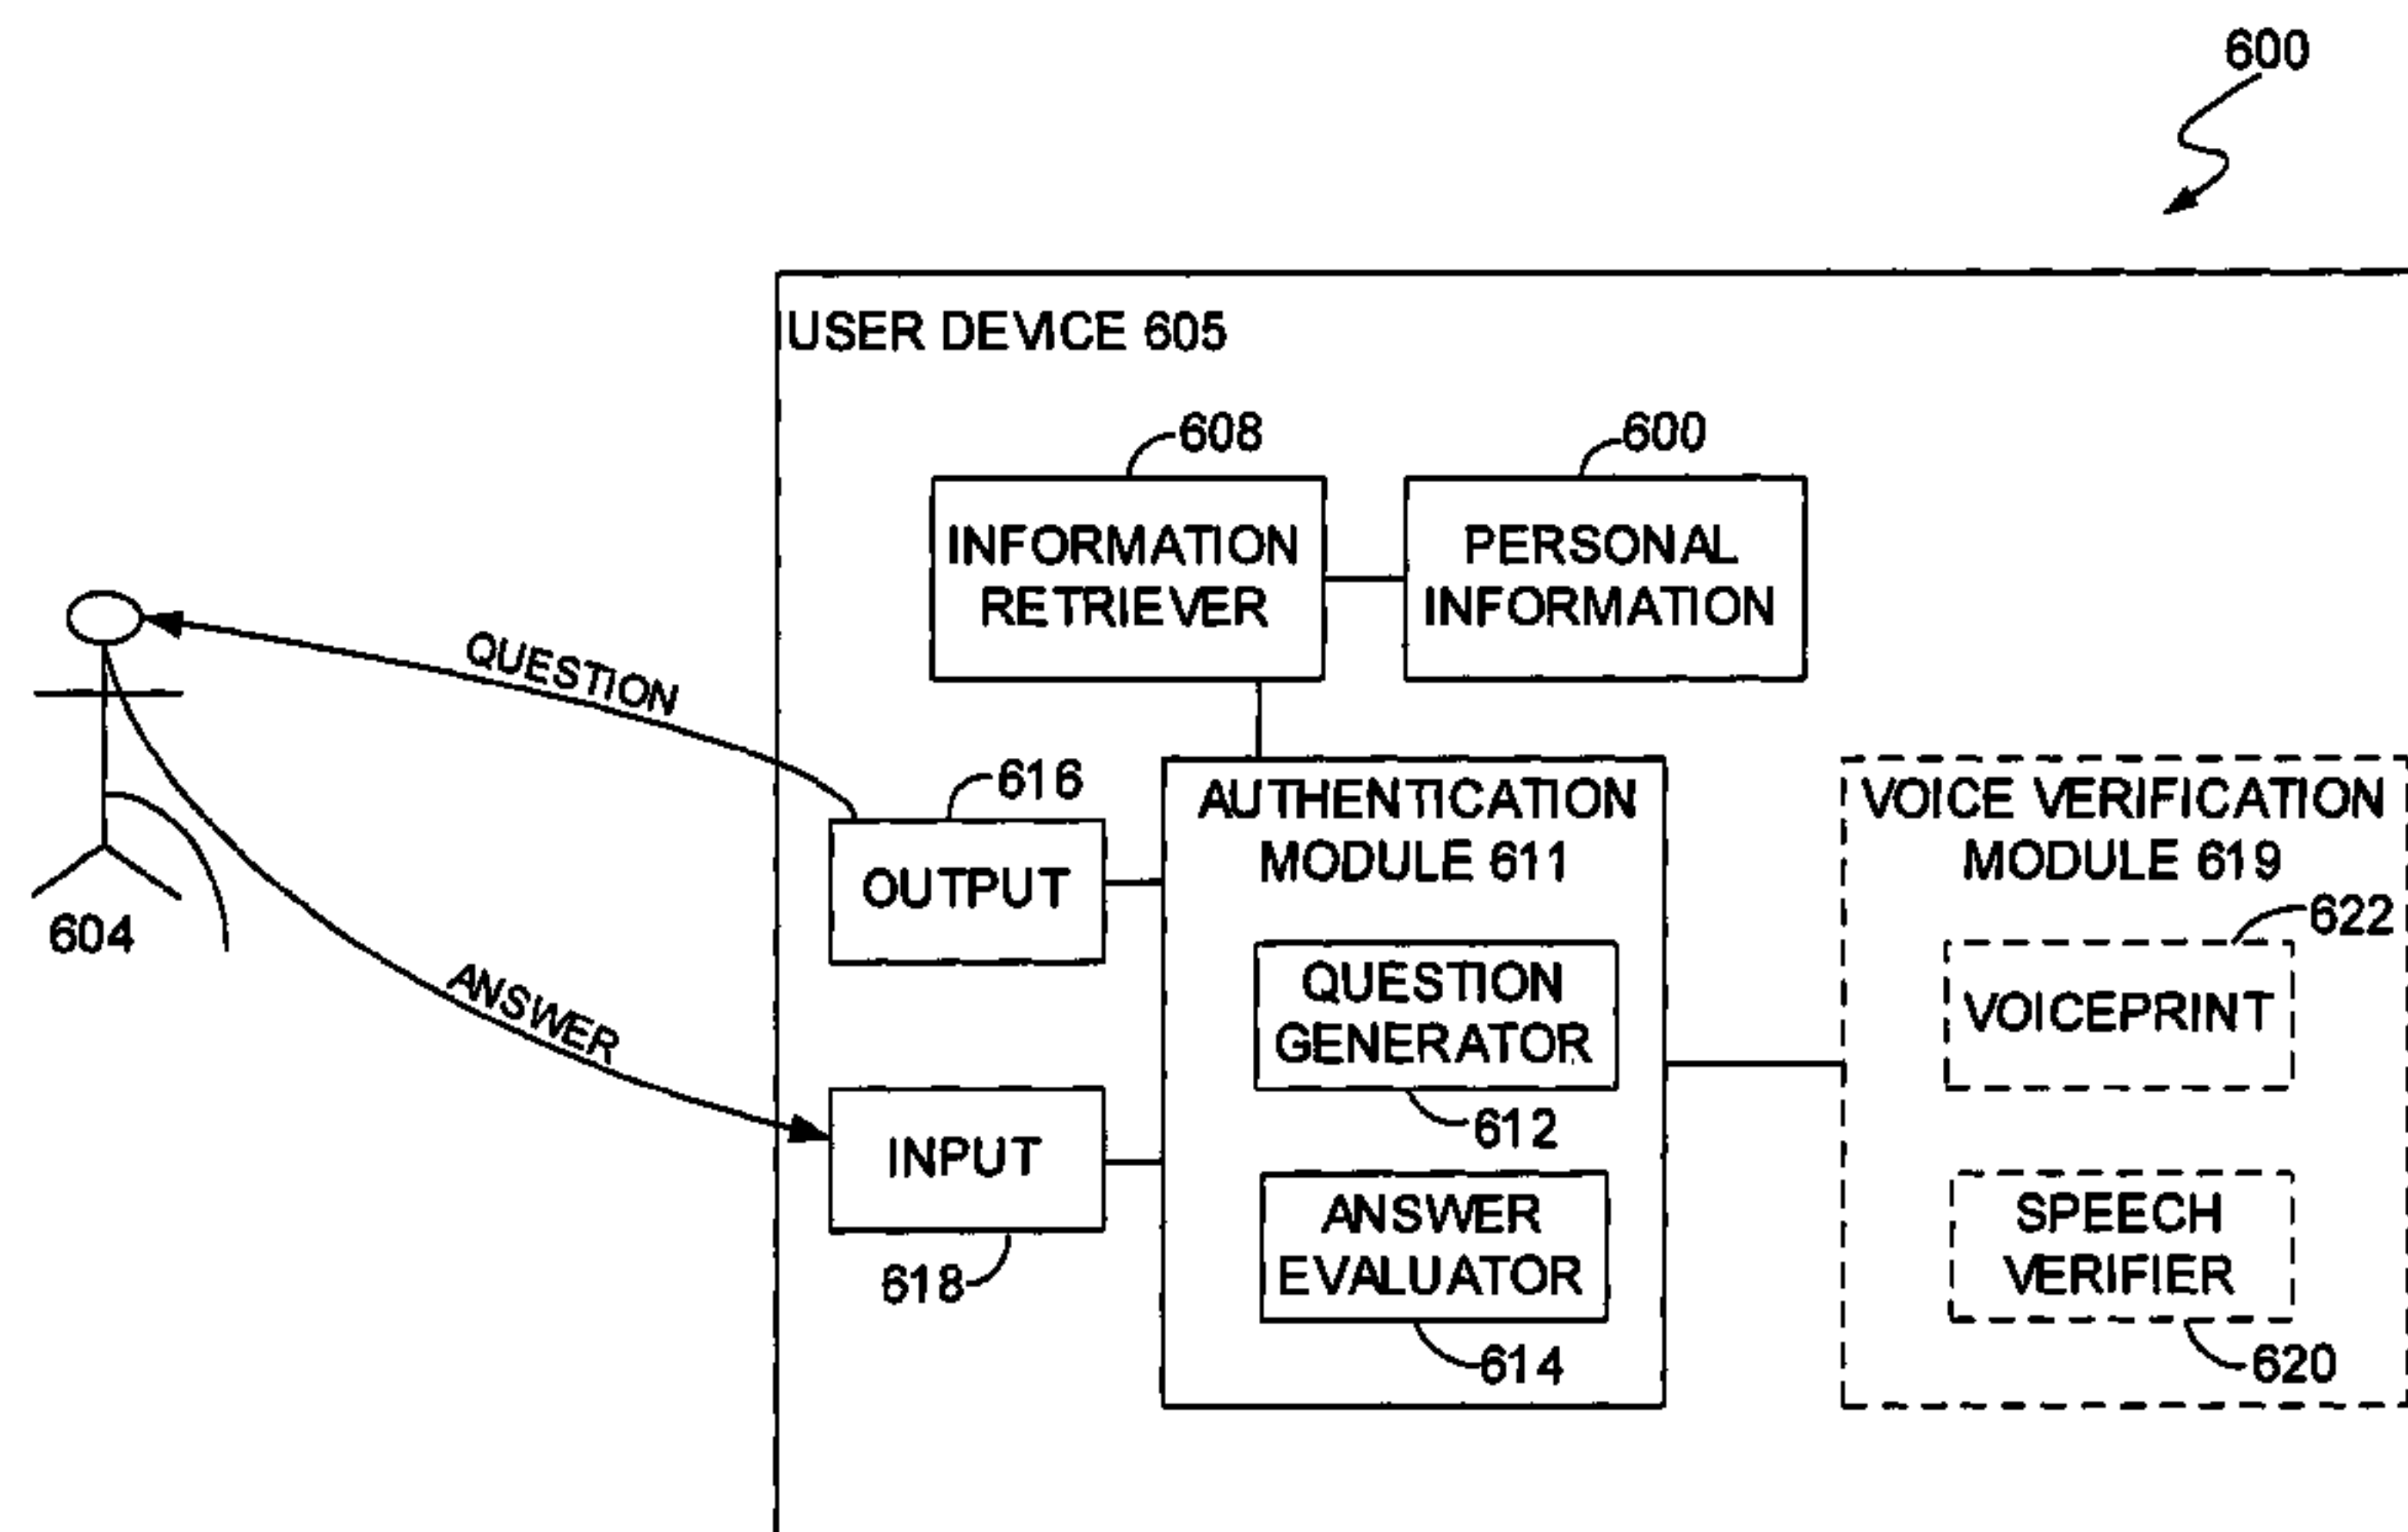 600
USER DEVICE 605
608
600
INFORMATION
RETRIEVER
PERSONAL
INFORMATION
QUESTION
616
OUTPUT
AUTHENTICATION
MODULE 611
VOICE VERIFICATION
MODULE 619
622
604
ANSWER
QUESTION
GENERATOR
VOICEPRINT
612
INPUT
618
ANSWER
EVALUATOR
614
SPEECH
VERIFIER
620